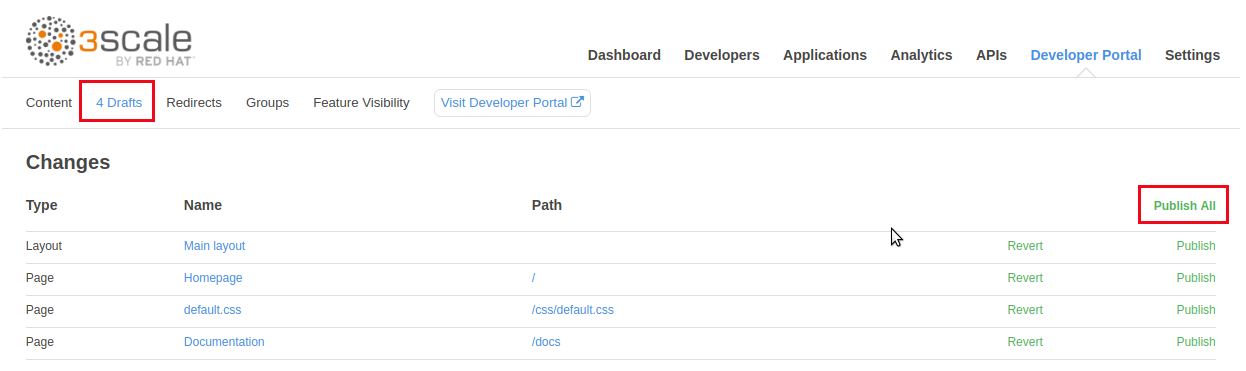 3scale
BY RED HAT
Dashboard Developers Applications Analytics APIs Developer Portal Settings
Content 4 Drafts Redirects Groups Feature Visibility Visit Developer Portal
Changes
Type Name Path Publish All
Layout Main layout Revert Publish
Page Homepage / Revert Publish
Page default.css /css/default.css Revert Publish
Page Documentation /docs Revert Publish